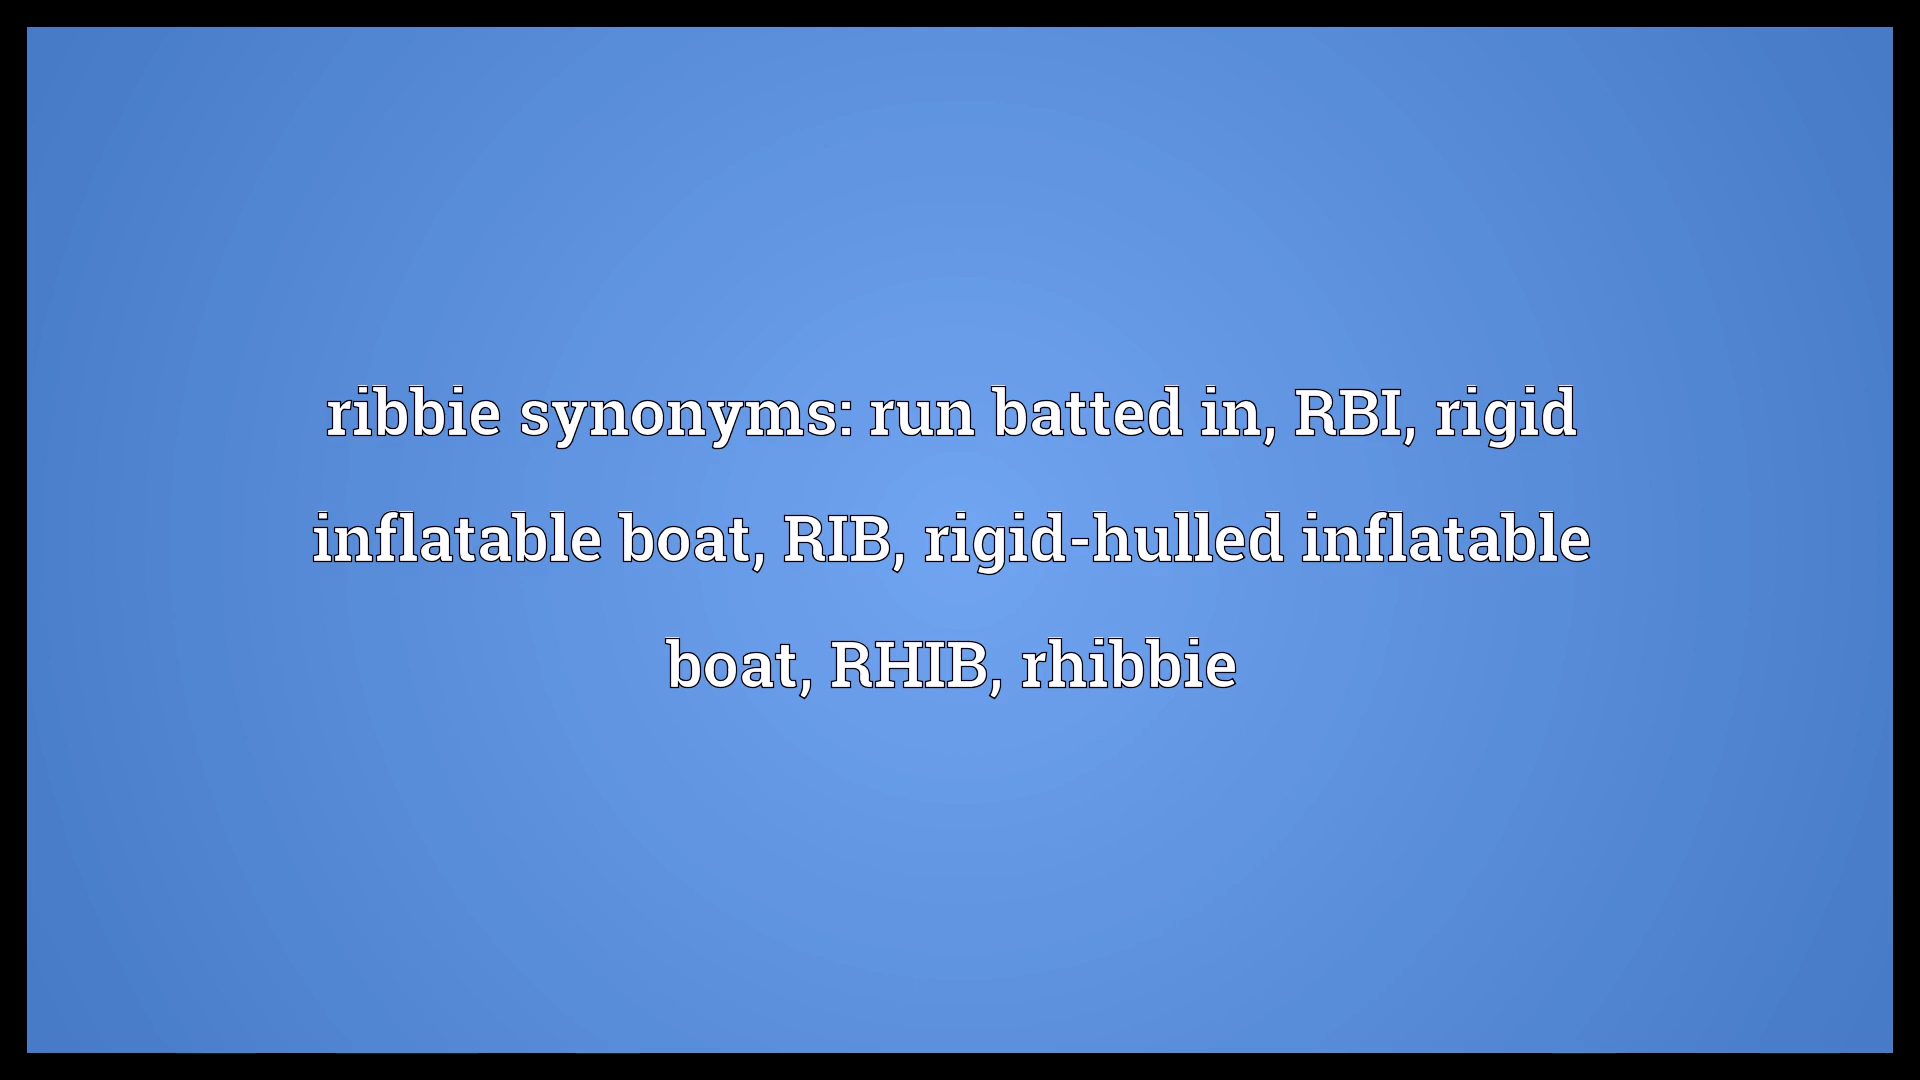 ribbie synonyms: run batted in, RBI, rigid
inflatable boat, RIB, rigid-hulled inflatable
boat, RHIB, rhibbie